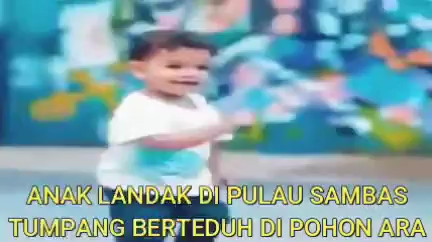 ANAK LANDAK DI PULAU SAMBAS
TUMPANG BERTEDUH DI POHON ARA